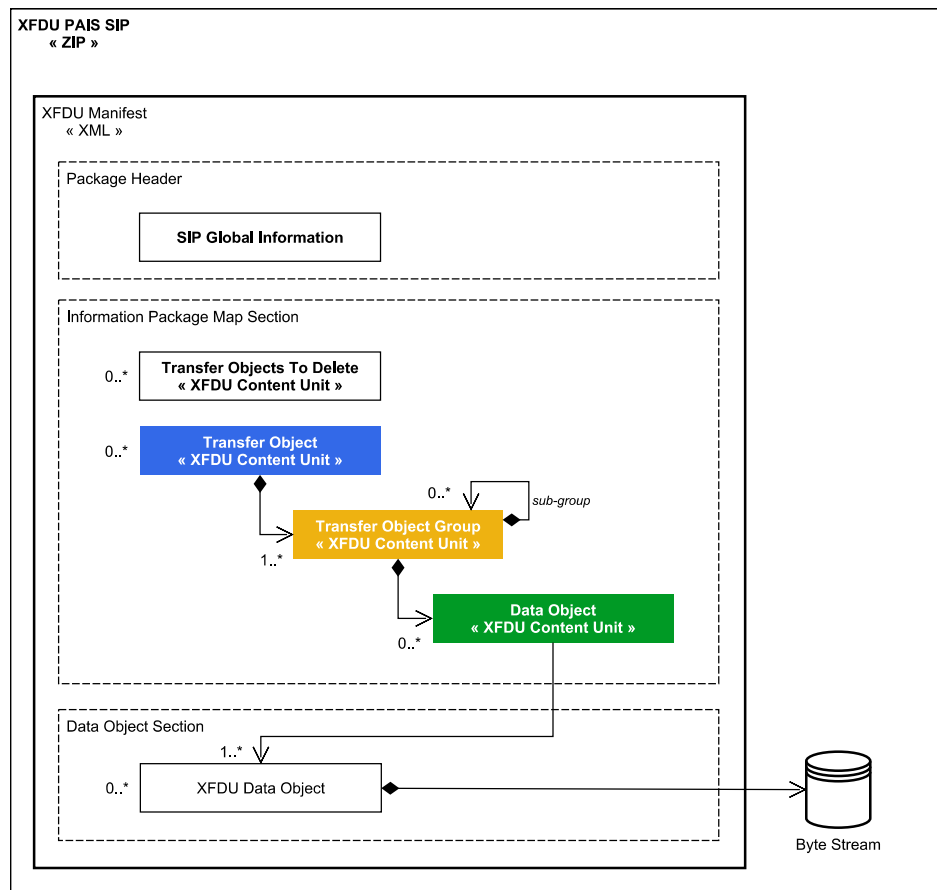 XFDU PAIS SIP
« ZIP »
XFDU Manifest
« XML »
Package Header
SIP Global Information
Information Package Map Section
0..*
Transfer Objects To Delete
« XFDU Content Unit »
0..*
Transfer Object
« XFDU Content Unit »
0..*
sub-group
1..*
Transfer Object Group
« XFDU Content Unit »
0..*
Data Object
« XFDU Content Unit »
Data Object Section
1..*
0..*
XFDU Data Object
Byte Stream